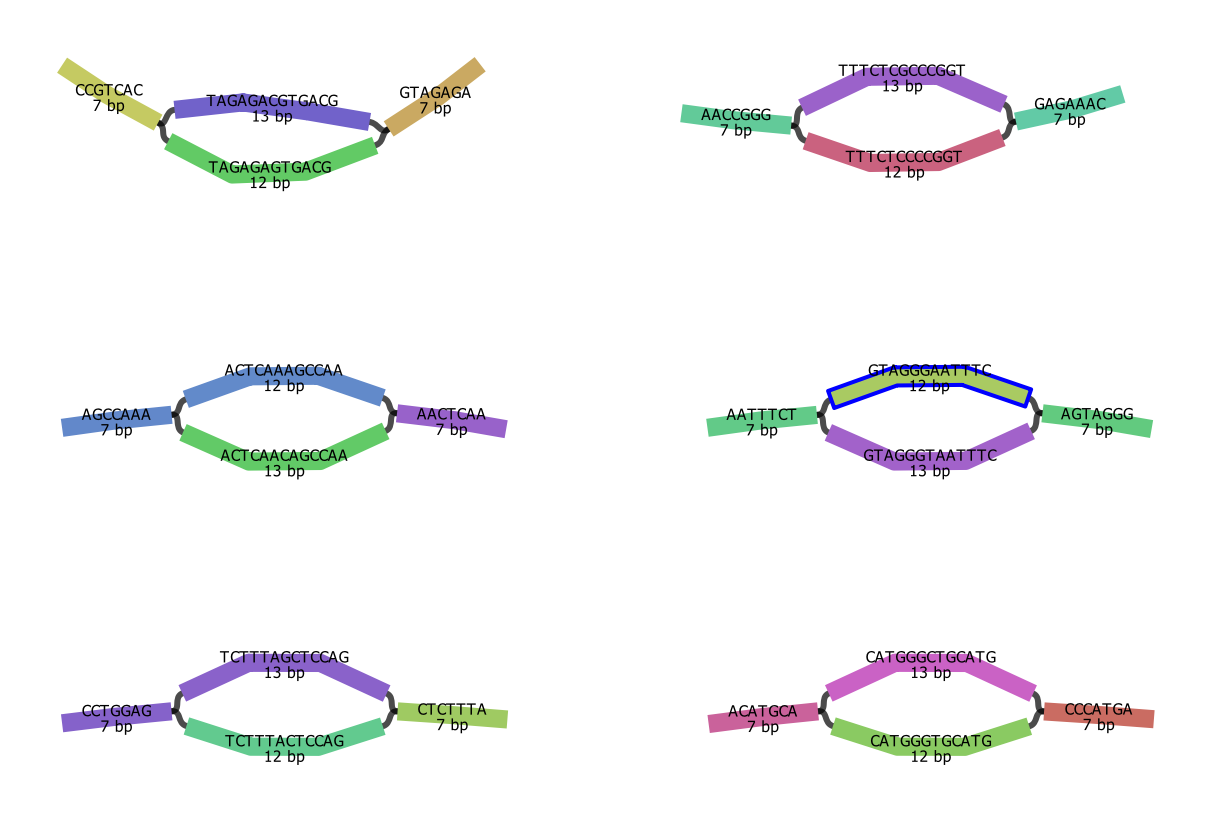 CCGTCAC
7 bp
TAGAGACGTGACG
13 bp
GTAGAGA
7 bp
TAGAGAGTGACG
12 bp
TTTCTCGCCCGGT
13 bp
AACCGGG
7 bp
GAGAAAC
7 bp
TTTCTCCCCGGT
12 bp
ACTCAAAGCCAA
12 bp
AGCCAAA
7 bp
AACTCAA
7 bp
ACTCAACAGCCAA
13 bp
GTAGGGAATTTC
12 bp
AATTTCT
7 bp
AGTAGGG
7 bp
GTAGGGTAATTTC
13 bp
TCTTTAGCTCCAG
13 bp
CCTGGAG
7 bp
CTCTTTA
7 bp
TCTTTACTCCAG
12 bp
CATGGGCTGCATG
13 bp
ACATGCA
7 bp
CCCATGA
7 bp
CATGGGTGCATG
12 bp